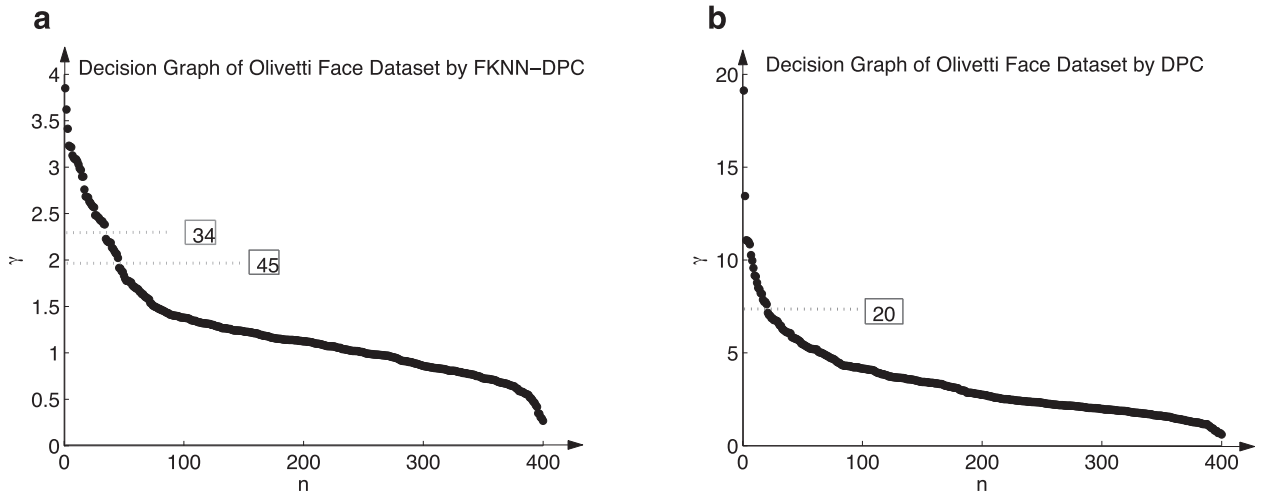 a
Decision Graph of Olivetti Face Dataset by FKNN–DPC
4
3.5
3
2.5
2
1.5
1
0.5
0
γ
34
45
0 100 200 300 400
n
b
Decision Graph of Olivetti Face Dataset by DPC
20
15
10
5
0
γ
20
0 100 200 300 400
n